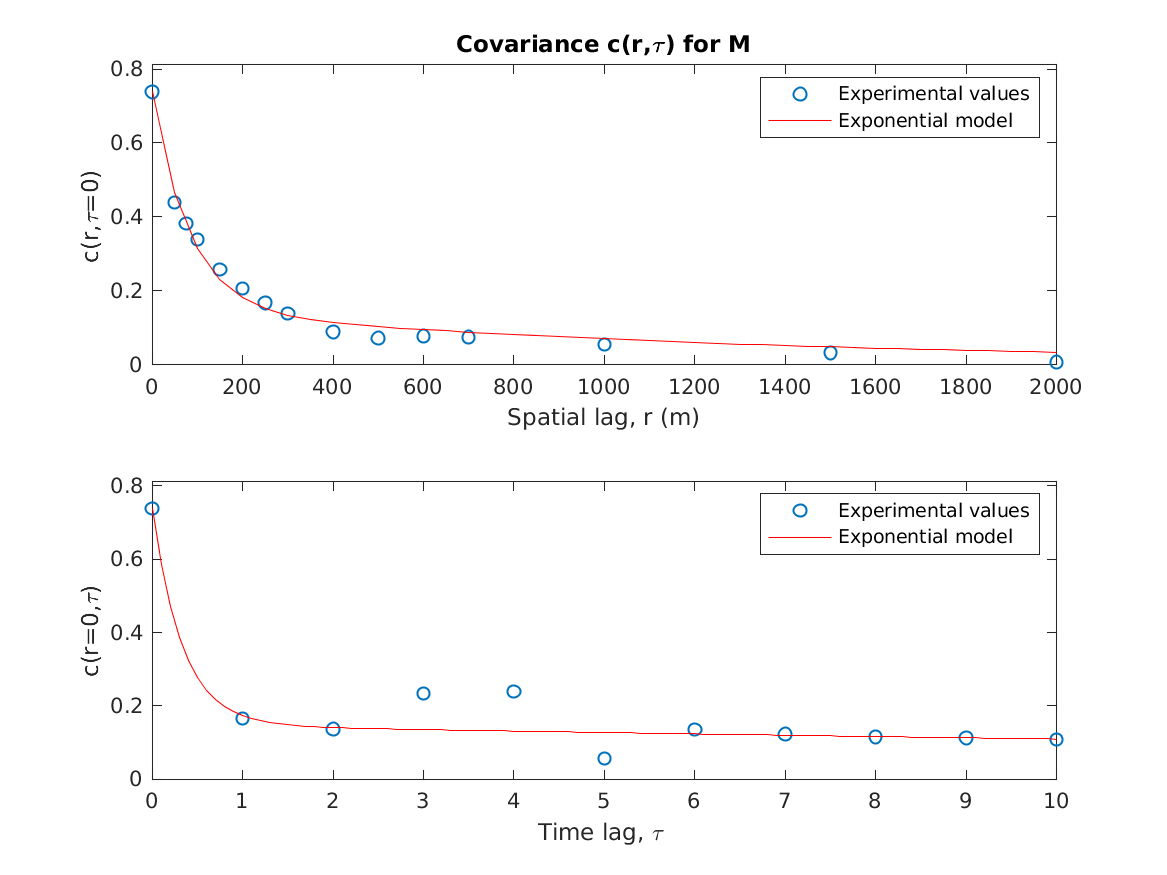 Covariance c(r,τ) for M
0.8
0.6
0.4
0.2
0
c(r,τ=0)
Experimental values
Exponential model
0 200 400 600 800 1000 1200 1400 1600 1800 2000
Spatial lag, r (m)
0.8
0.6
0.4
0.2
0
c(r=0,τ)
Experimental values
Exponential model
0 1 2 3 4 5 6 7 8 9 10
Time lag, τ